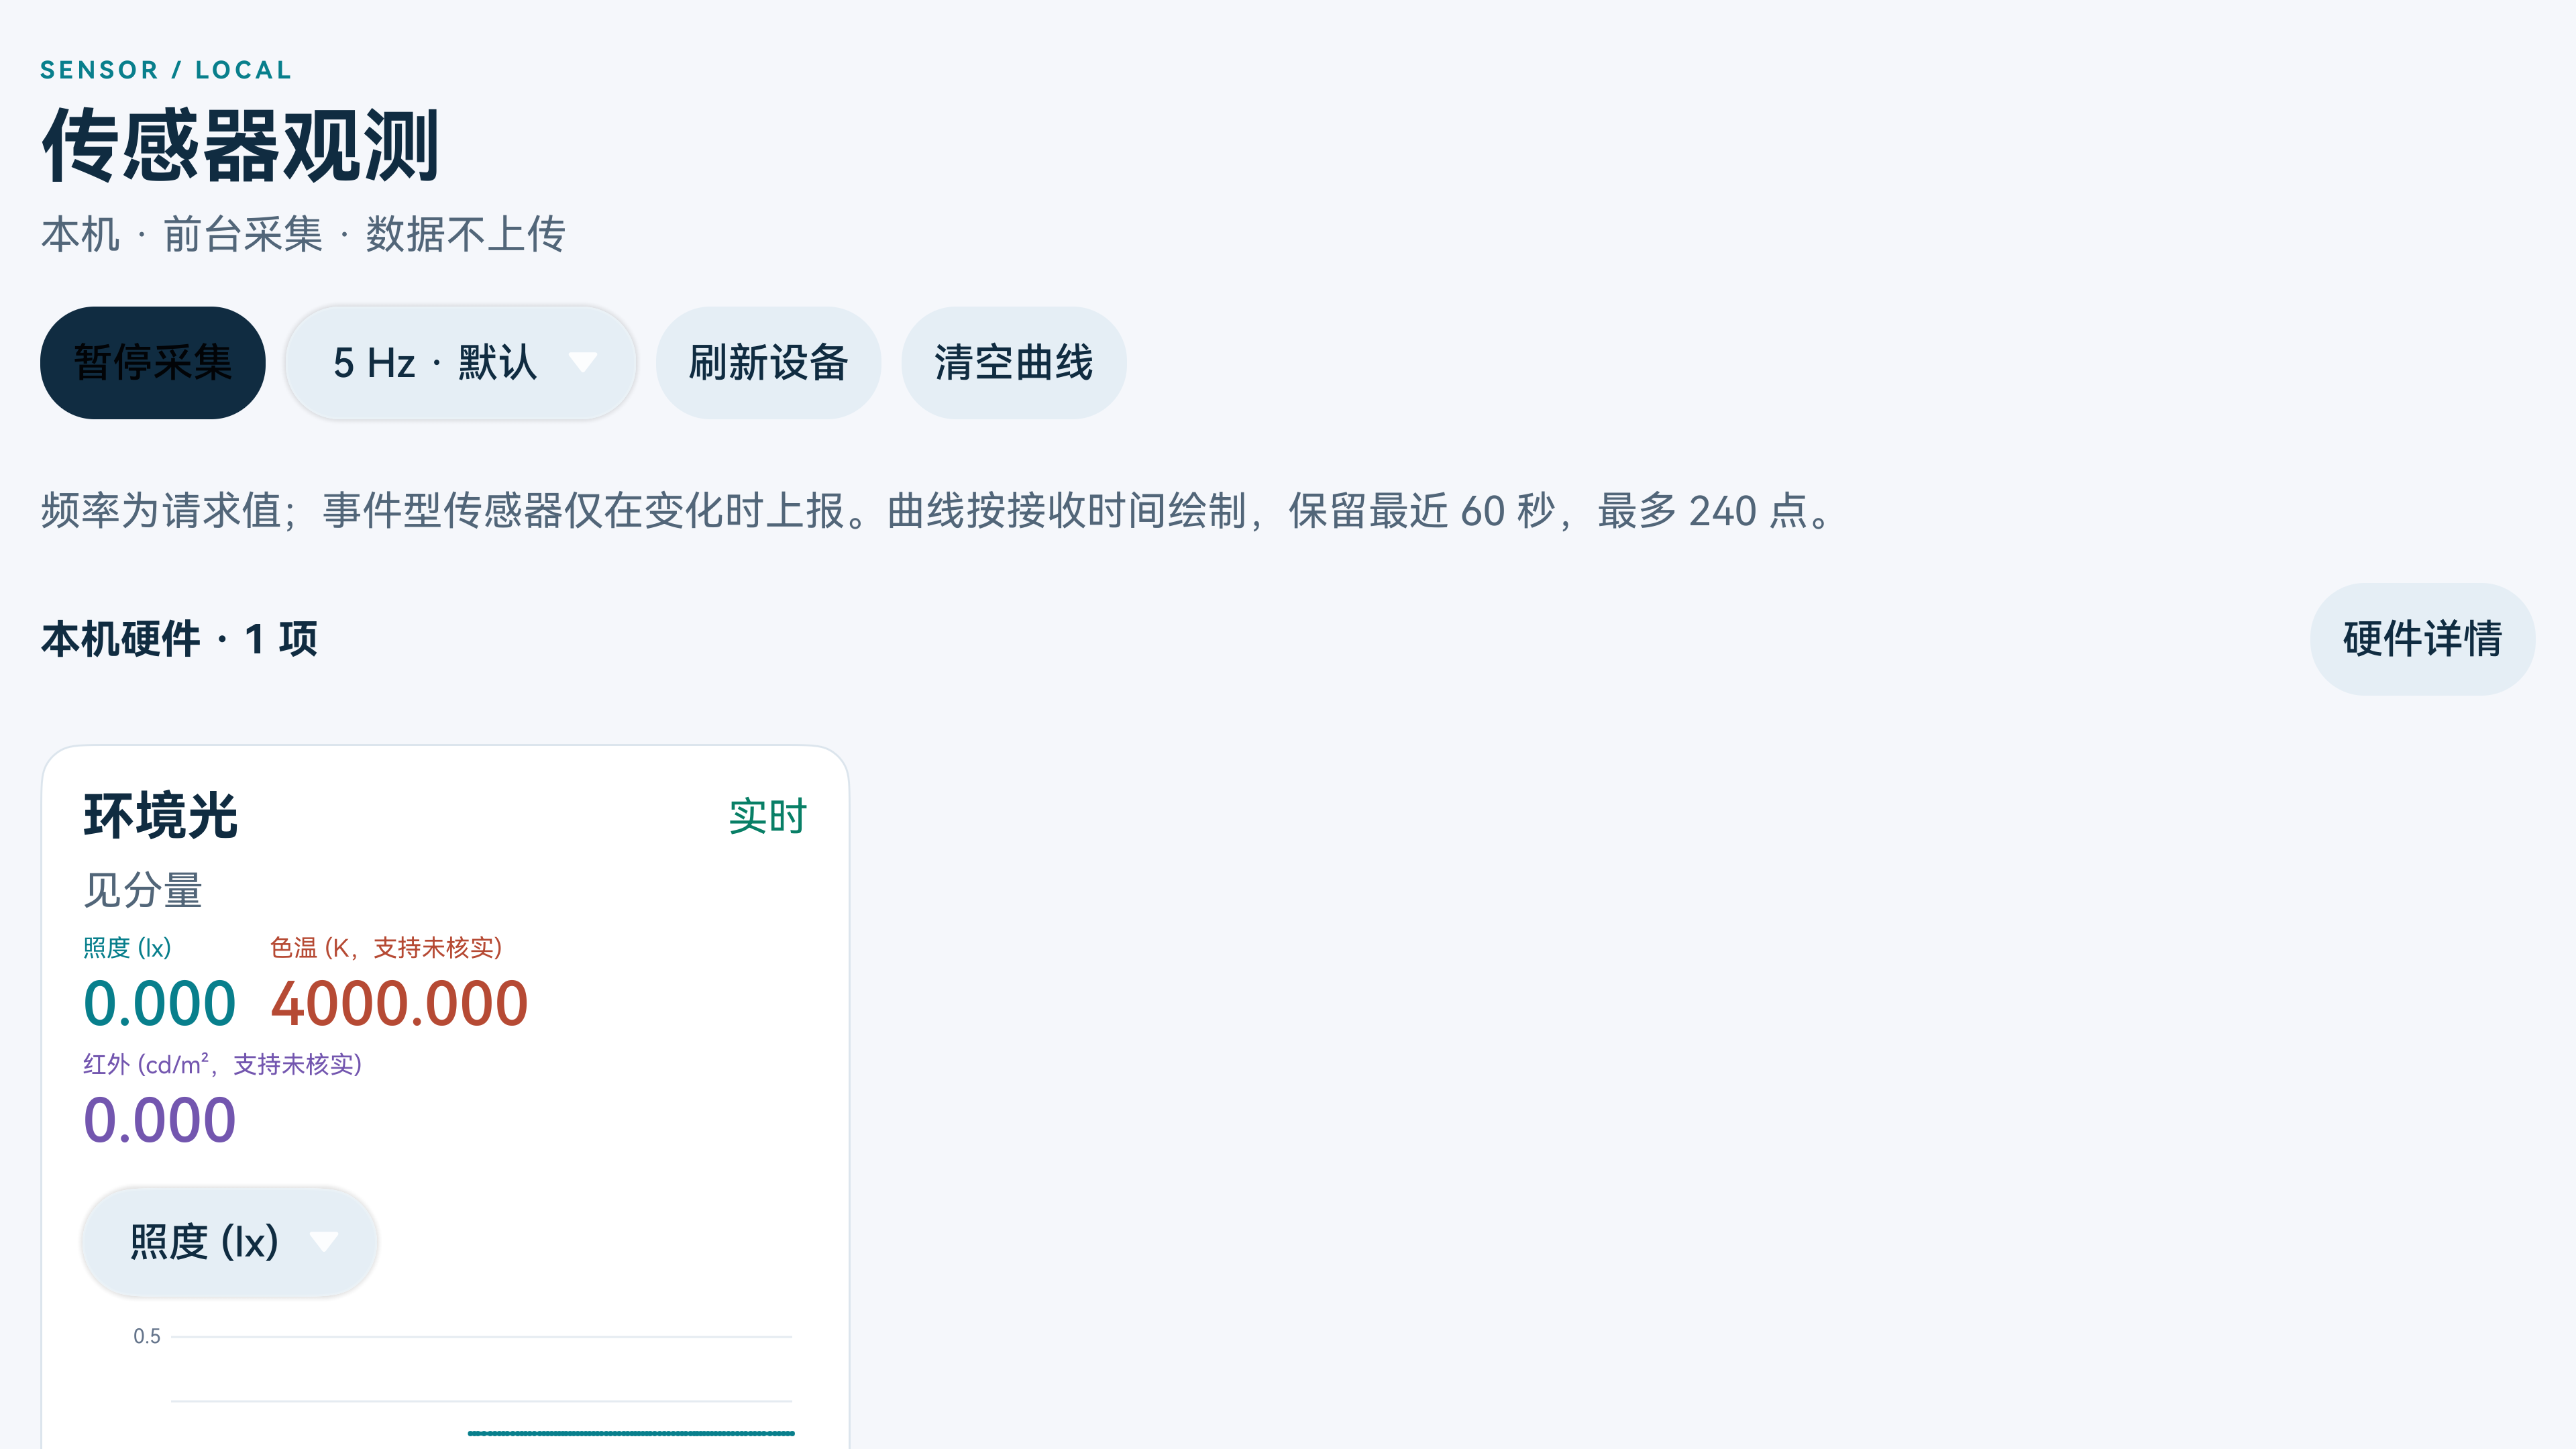 SENSOR / LOCAL
传感器观测
本机 · 前台采集 · 数据不上传
暂停采集
5 Hz · 默认
刷新设备
清空曲线
频率为请求值；事件型传感器仅在变化时上报。曲线按接收时间绘制，保留最近 60 秒，最多 240 点。
本机硬件 · 1 项
硬件详情
环境光
实时
见分量
照度 (lx)
色温 (K，支持未核实)
0.000
4000.000
红外 (cd/m²，支持未核实)
0.000
照度 (lx)
0.5